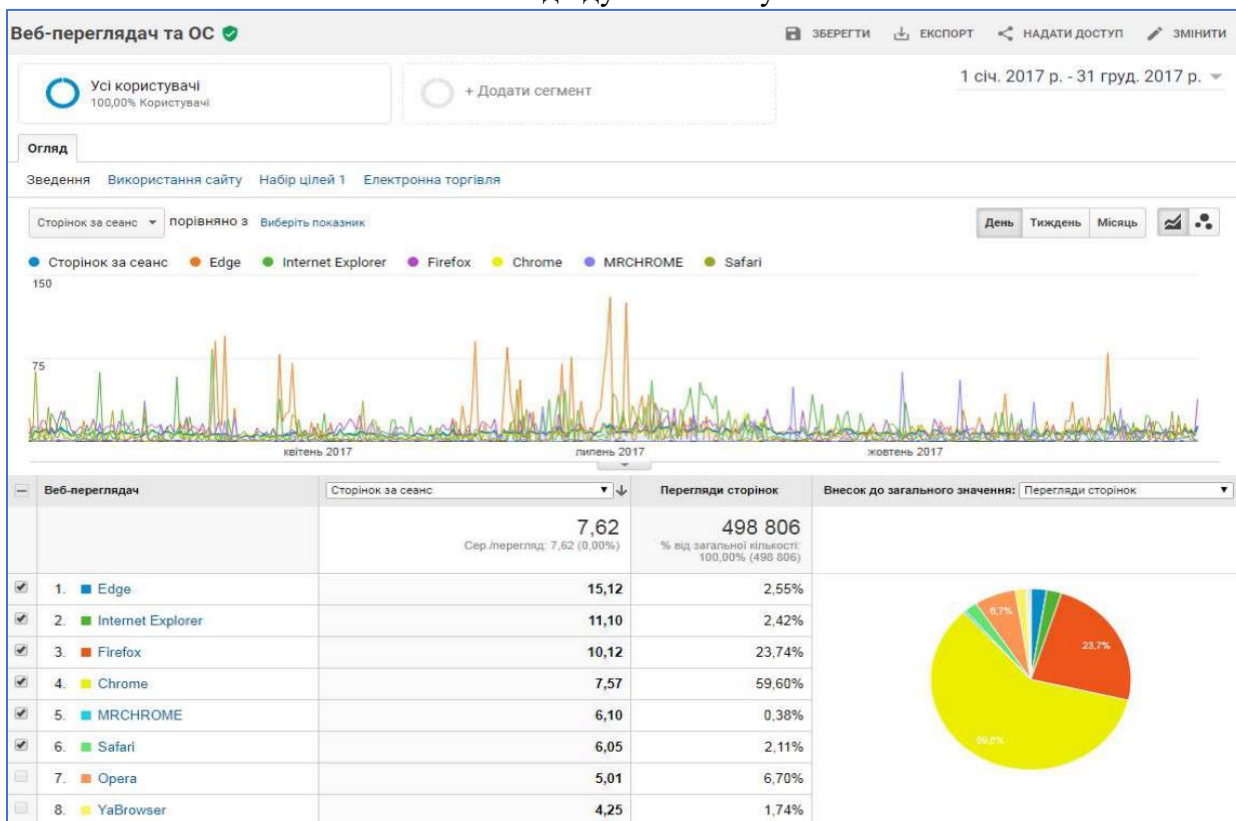 Веб-переглядач та ОС
ЗБЕРЕГТИ ЕКСПОРТ НАДАТИ ДОСТУП ЗМІНИТИ
Усі користувачі
100,00% Користувачі
+ Додати сегмент
1 січ. 2017 р. - 31 груд. 2017 р.
Огляд
Зведення Використання сайту Набір цілей 1 Електронна торгівля
Сторінок за сеанс порівняно з Виберіть показник
День Тиждень Місяць
Сторінок за сеанс Edge Internet Explorer Firefox Chrome MRCHROME Safari
150
75
квітень 2017 липень 2017 жовтень 2017
Веб-переглядач Сторінок за сеанс Перегляди сторінок Внесок до загального значення: Перегляди сторінок
7,62 498 806
Сер./перегляд: 7,62 (0,00%) % від загальної кількості:
100,00% (498 806)
1. Edge 15,12 2,55%
2. Internet Explorer 11,10 2,42%
3. Firefox 10,12 23,74%
4. Chrome 7,57 59,60%
5. MRCHROME 6,10 0,38%
6. Safari 6,05 2,11%
7. Opera 5,01 6,70%
8. YaBrowser 4,25 1,74%
6,7%
23,7%
59,6%